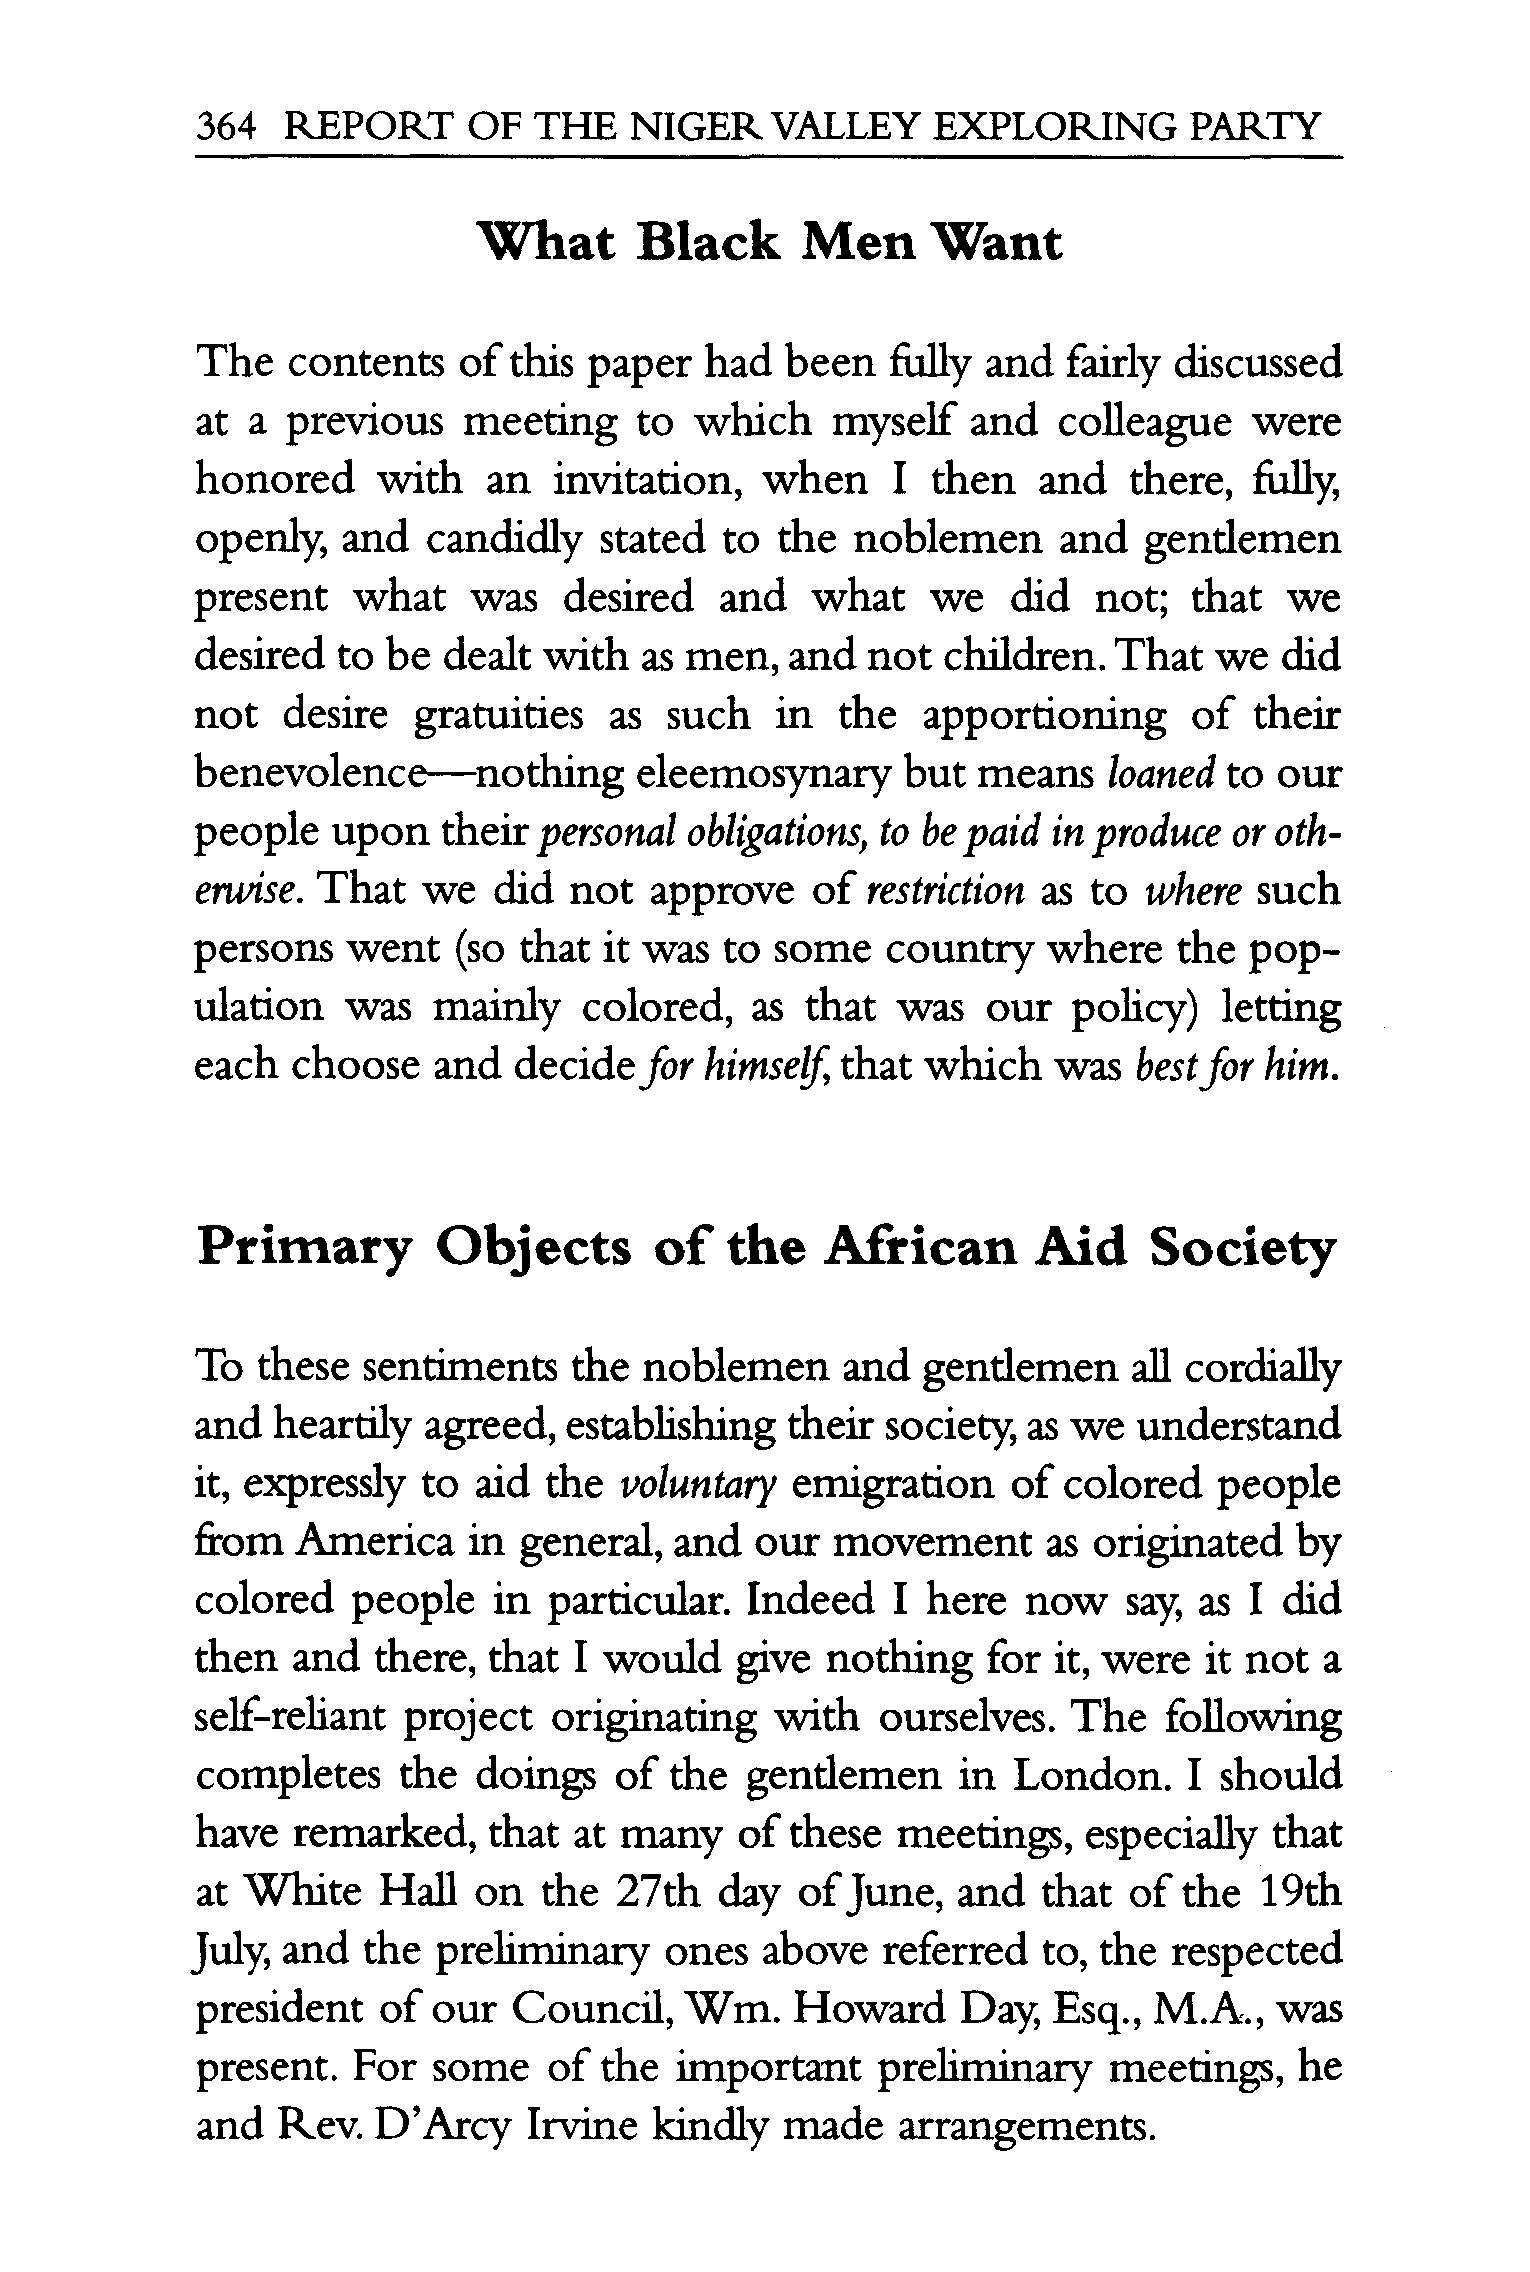 364 REPORT OF THE NIGER VALLEY EXPLORING PARTY
What Black Men Want
The contents of this paper had been fully and fairly discussed
at a previous meeting to which myself and colleague were
honored with an invitation, when I then and there, fully,
openly, and candidly stated to the noblemen and gentlemen
present what was desired and what we did not; that we
desired to be dealt with as men, and not children. That we did
not desire gratuities as such in the apportioning of their
benevolence—nothing eleemosynary but means loaned to our
people upon their personal obligations, to be paid in produce or oth-
erwise. That we did not approve of restriction as to where such
persons went (so that it was to some country where the pop-
ulation was mainly colored, as that was our policy) letting
each choose and decide for himself, that which was best for him.
Primary Objects of the African Aid Society
To these sentiments the noblemen and gentlemen all cordially
and heartily agreed, establishing their society, as we understand
it, expressly to aid the voluntary emigration of colored people
from America in general, and our movement as originated by
colored people in particular. Indeed I here now say, as I did
then and there, that I would give nothing for it, were it not a
self-reliant project originating with ourselves. The following
completes the doings of the gentlemen in London. I should
have remarked, that at many of these meetings, especially that
at White Hall on the 27th day of June, and that of the 19th
July, and the preliminary ones above referred to, the respected
president of our Council, Wm. Howard Day, Esq., M.A., was
present. For some of the important preliminary meetings, he
and Rev. D'Arcy Irvine kindly made arrangements.